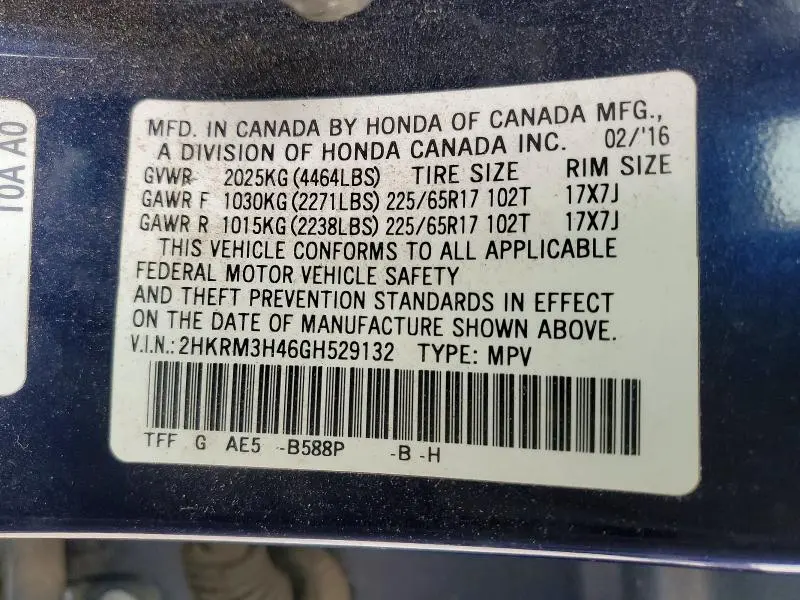 10A A0
MFD. IN CANADA BY HONDA OF CANADA MFG.,
A DIVISION OF HONDA CANADA INC. 02/'16
GVWR 2025KG (4464LBS) TIRE SIZE RIM SIZE
GAWR F 1030KG (2271LBS) 225/65R17 102T 17X7J
GAWR R 1015KG (2238LBS) 225/65R17 102T 17X7J
THIS VEHICLE CONFORMS TO ALL APPLICABLE
FEDERAL MOTOR VEHICLE SAFETY
AND THEFT PREVENTION STANDARDS IN EFFECT
ON THE DATE OF MANUFACTURE SHOWN ABOVE.
V.I.N.: 2HKRM3H46GH529132 TYPE: MPV
TFF G AE5 -B588P -B -H